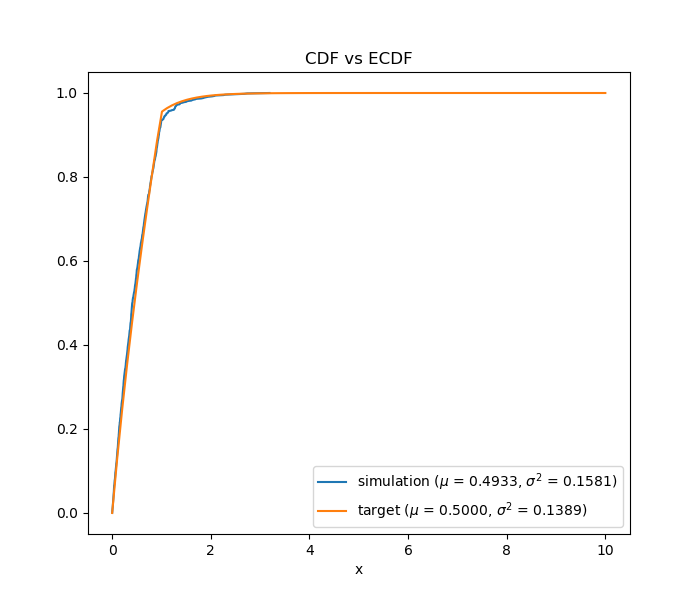 CDF vs ECDF
1.0
0.8
0.6
0.4
0.2
0.0
simulation (μ = 0.4933, σ² = 0.1581)
target (μ = 0.5000, σ² = 0.1389)
0 2 4 6 8 10
x